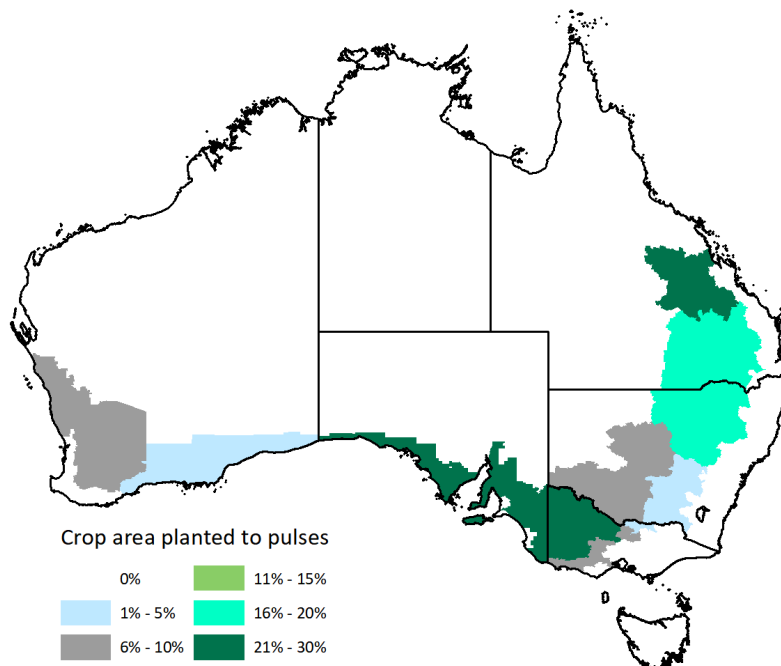 Crop area planted to pulses
0% 11% - 15%
1% - 5% 16% - 20%
6% - 10% 21% - 30%